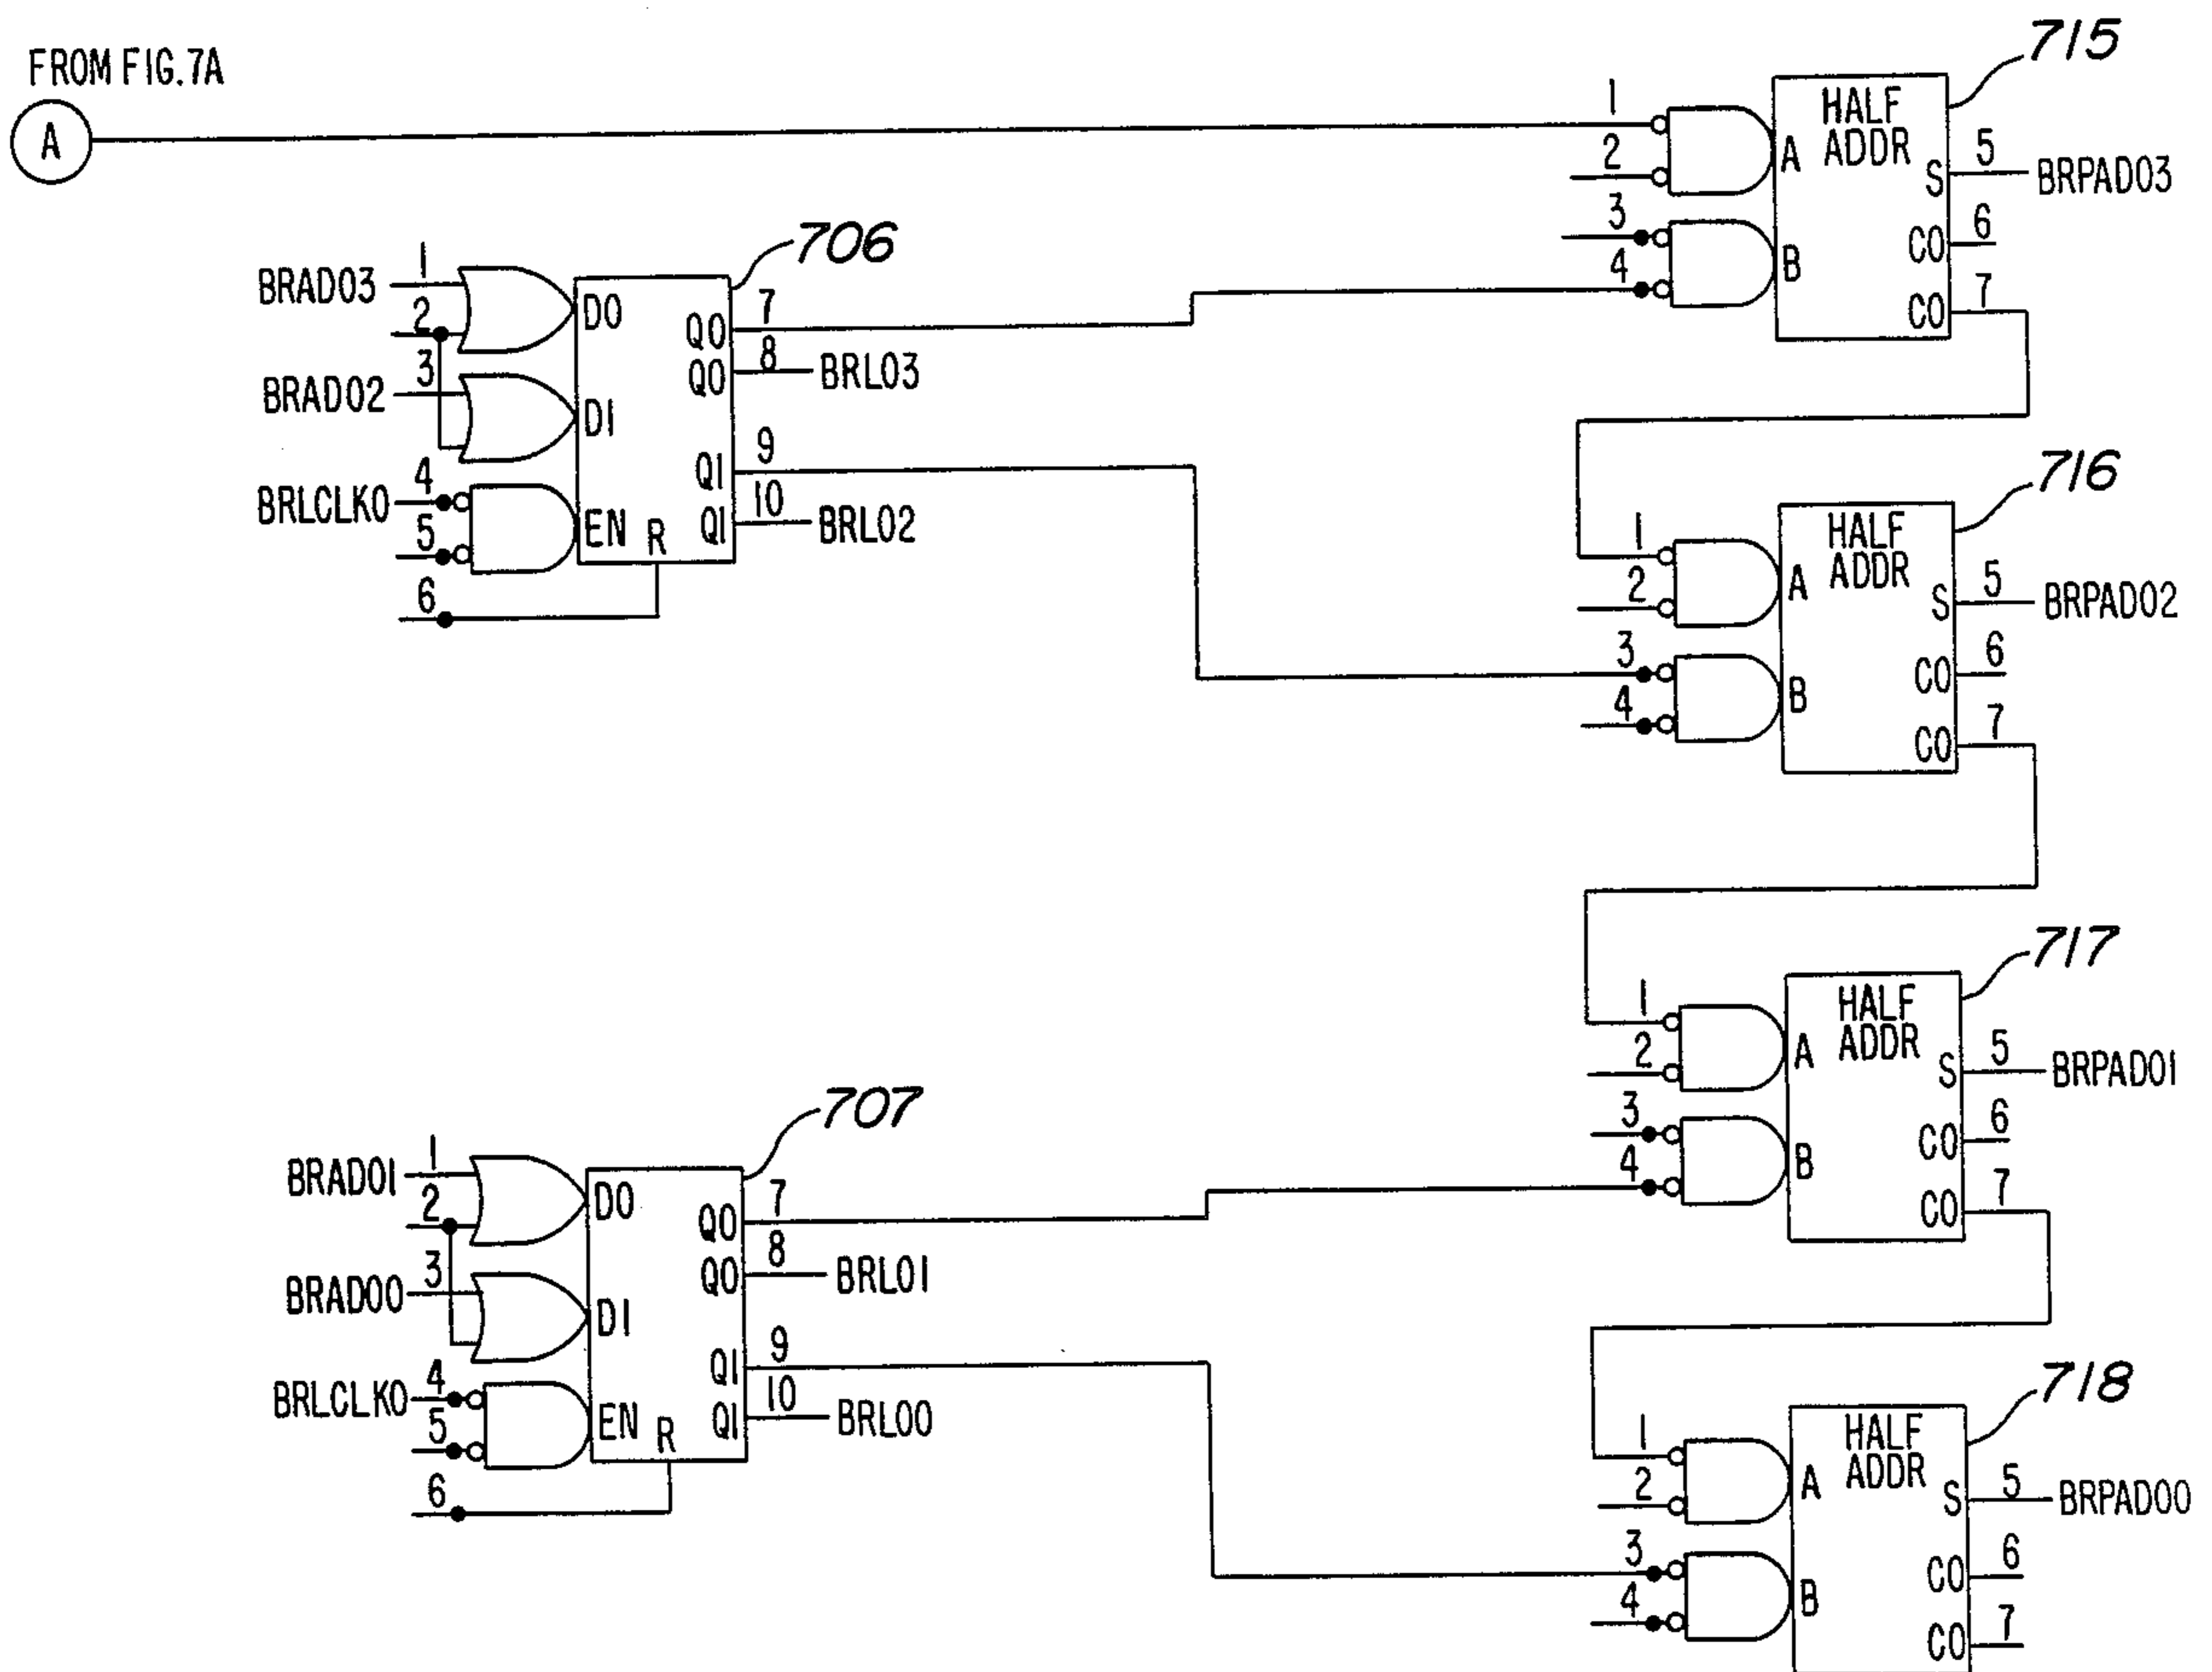 FROM FIG.7A
A
715
1
2
3
4
HALF
ADDR
A
B
S
CO
CO
5
6
7
BRPAD03
706
BRAD03
BRAD02
BRLCLK0
1
2
3
4
5
6
D0
D1
EN
R
Q0
Q0
Q1
Q1
7
8
9
10
BRL03
BRL02
716
1
2
3
4
HALF
ADDR
A
B
S
CO
CO
5
6
7
BRPAD02
717
1
2
3
4
HALF
ADDR
A
B
S
CO
CO
5
6
7
BRPAD01
707
BRAD01
BRAD00
BRLCLK0
1
2
3
4
5
6
D0
D1
EN
R
Q0
Q0
Q1
Q1
7
8
9
10
BRL01
BRL00
718
1
2
3
4
HALF
ADDR
A
B
S
CO
CO
5
6
7
BRPAD00